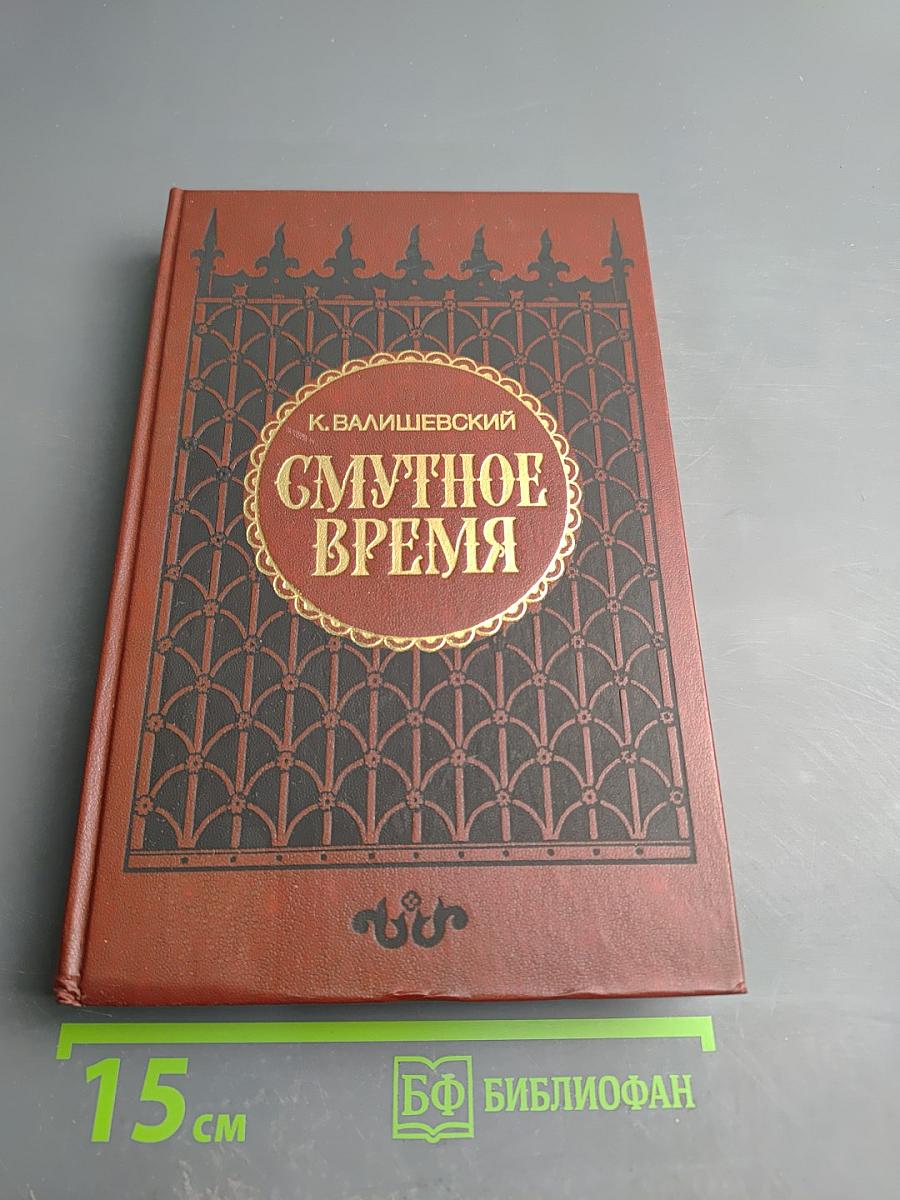 К. ВАЛИШЕВСКИЙ
СМУТНОЕ
ВРЕМЯ
15 см
БФ БИБЛИОФАН